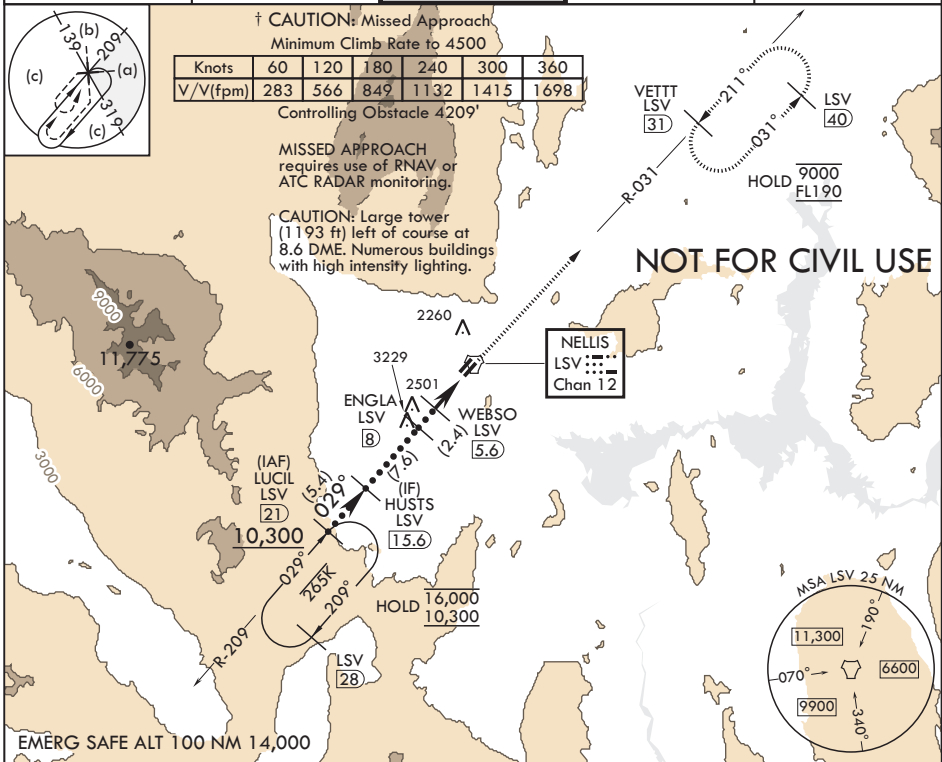 † CAUTION: Missed Approach
Minimum Climb Rate to 4500
Knots 60 120 180 240 300 360
V/V(fpm) 283 566 849 1132 1415 1698
Controlling Obstacle 4209'
(b)
139
209
(c)
(a)
319
(c)
MISSED APPROACH
requires use of RNAV or
ATC RADAR monitoring.
CAUTION: Large tower
(1193 ft) left of course at
8.6 DME. Numerous buildings
with high intensity lighting.
VETTT
LSV
31
211°
031°
LSV
40
R-031
HOLD 9000
FL190
NOT FOR CIVIL USE
9000
11,775
6000
3000
2260
3229
2501
NELLIS
LSV
Chan 12
ENGLA
LSV
8
WEBSO
LSV
5.6
(2.4)
(7.6)
(IAF)
LUCIL
LSV
21
10,300
(5.4)
029°
(IF)
HUSTS
LSV
15.6
029°
265K
209°
HOLD 16,000
10,300
R-209
LSV
28
MSA LSV 25 NM
190°
11,300
070°
6600
9900
340°
EMERG SAFE ALT 100 NM 14,000